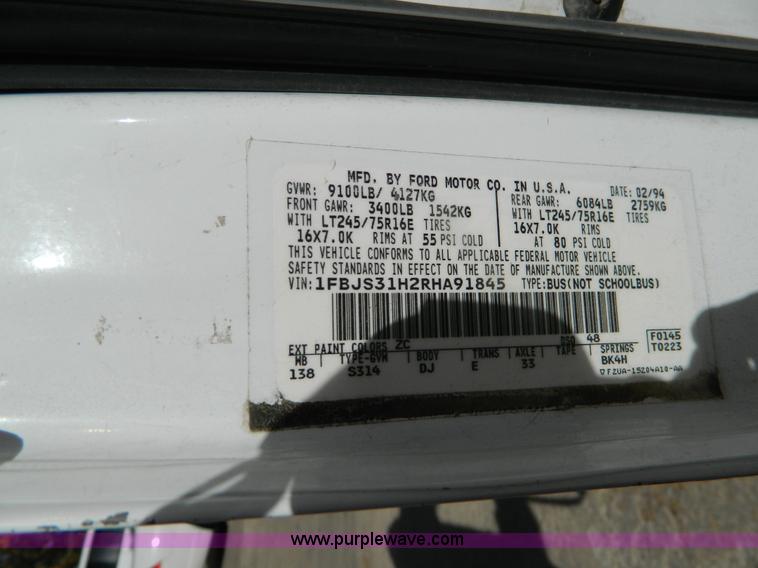 MFD. BY FORD MOTOR CO. IN U.S.A.
DATE: 02/94
GVWR: 9100LB/ 4127KG
FRONT GAWR: 3400LB 1542KG
WITH LT245/75R16E TIRES
16X7.0K RIMS AT 55 PSI COLD
REAR GAWR: 6084LB 2759KG
WITH LT245/75R16E TIRES
16X7.0K RIMS
AT 80 PSI COLD
THIS VEHICLE CONFORMS TO ALL APPLICABLE FEDERAL MOTOR VEHICLE
SAFETY STANDARDS IN EFFECT ON THE DATE OF MANUFACTURE SHOWN ABOVE.
VIN: 1FBJS31H2RHA91845 TYPE: BUS(NOT SCHOOLBUS)
EXT PAINT COLORS ZC DSO 48
WB TYPE-GVW BODY TRANS AXLE TAPE SPRINGS
138 S314 DJ E 33 BK4H
F0145
T0223
F2UA-15204A10-AA
www.purplewave.com